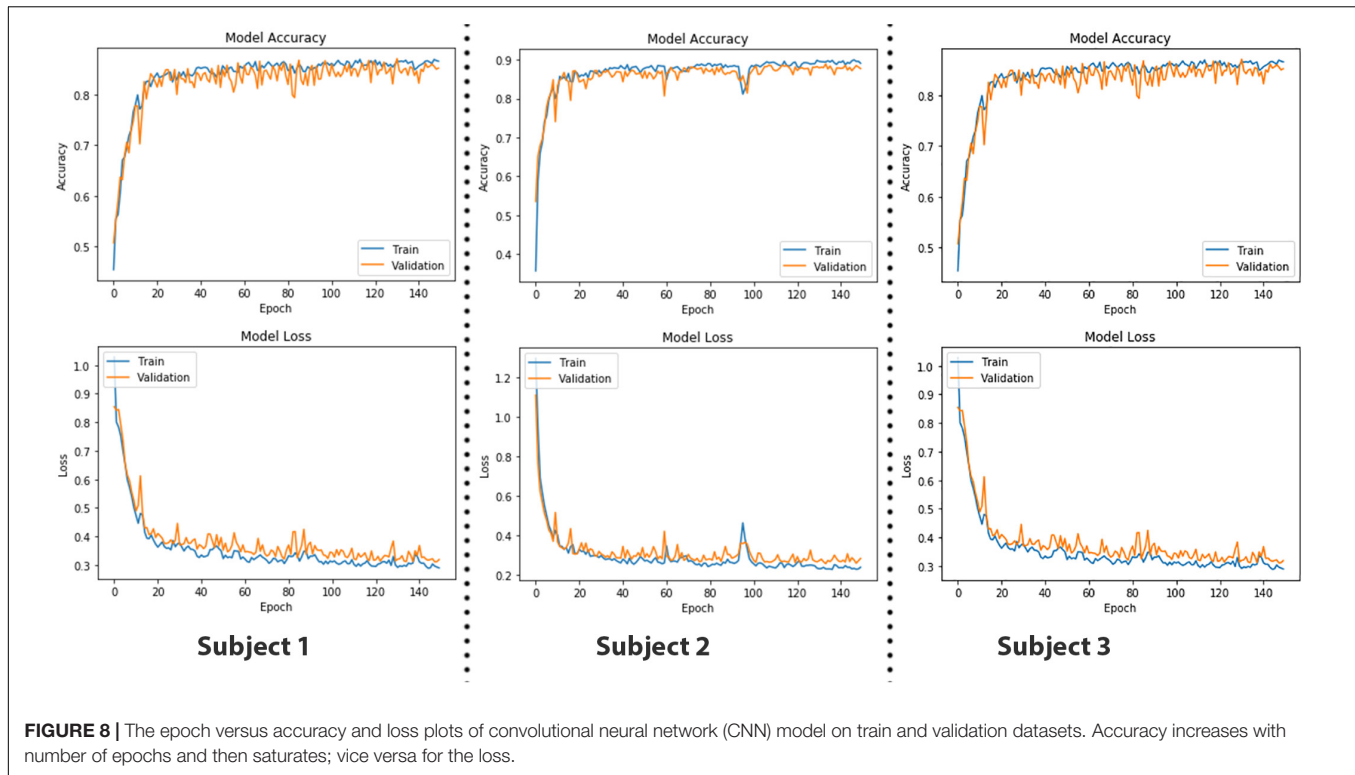 Model Accuracy
Accuracy
0.8
0.7
0.6
0.5
Train
Validation
0 20 40 60 80 100 120 140
Epoch
Model Loss
Loss
1.0
0.9
0.8
0.7
0.6
0.5
0.4
0.3
Train
Validation
0 20 40 60 80 100 120 140
Epoch
Subject 1
Model Accuracy
Accuracy
0.9
0.8
0.7
0.6
0.5
0.4
Train
Validation
0 20 40 60 80 100 120 140
Epoch
Model Loss
Loss
1.2
1.0
0.8
0.6
0.4
0.2
Train
Validation
0 20 40 60 80 100 120 140
Epoch
Subject 2
Model Accuracy
Accuracy
0.8
0.7
0.6
0.5
Train
Validation
0 20 40 60 80 100 120 140
Epoch
Model Loss
Loss
1.0
0.9
0.8
0.7
0.6
0.5
0.4
0.3
Train
Validation
0 20 40 60 80 100 120 140
Epoch
Subject 3
FIGURE 8 | The epoch versus accuracy and loss plots of convolutional neural network (CNN) model on train and validation datasets. Accuracy increases with
number of epochs and then saturates; vice versa for the loss.